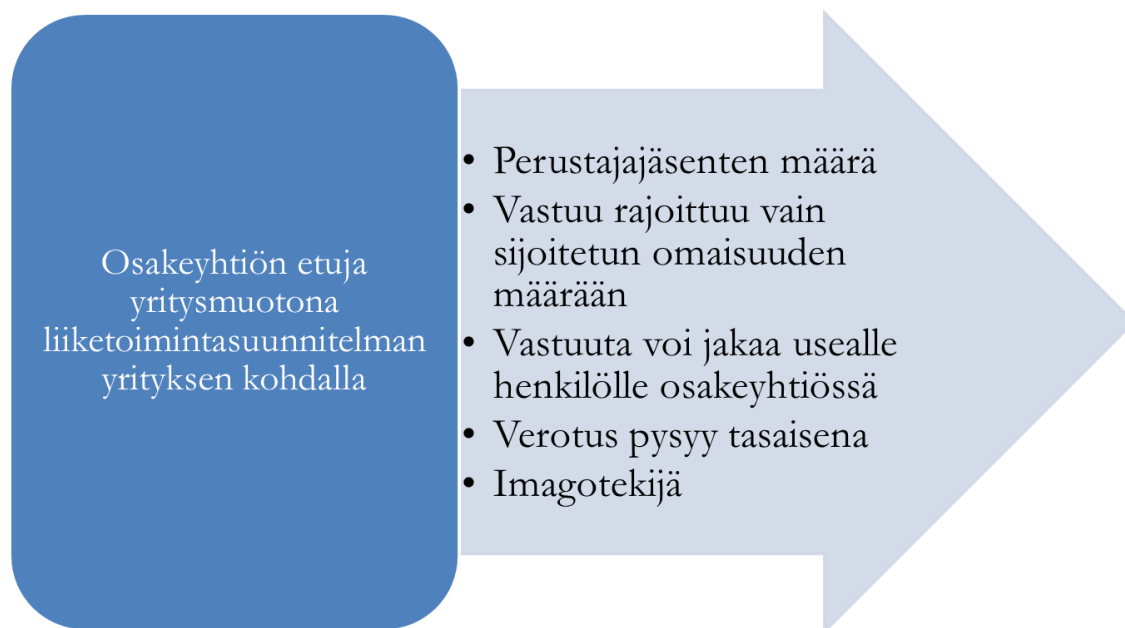 Osakeyhtiön etuja
yritysmuotona
liiketoimintasuunnitelman
yrityksen kohdalla
• Perustajajäsenten määrä
• Vastuu rajoittuu vain
sijoitetun omaisuuden
määrään
• Vastuuta voi jakaa usealle
henkilölle osakeyhtiössä
• Verotus pysyy tasaisena
• Imagotekijä